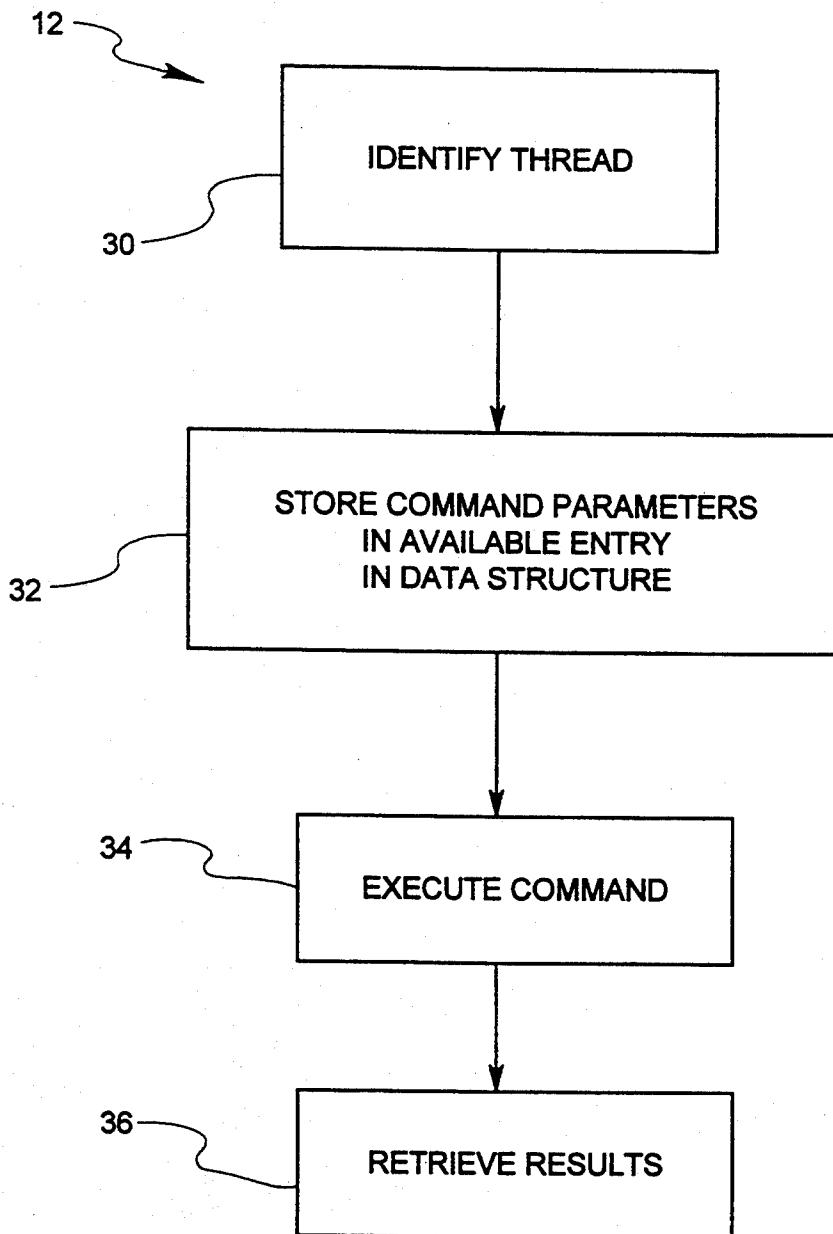 12
IDENTIFY THREAD
30
STORE COMMAND PARAMETERS
IN AVAILABLE ENTRY
IN DATA STRUCTURE
32
34
EXECUTE COMMAND
36
RETRIEVE RESULTS